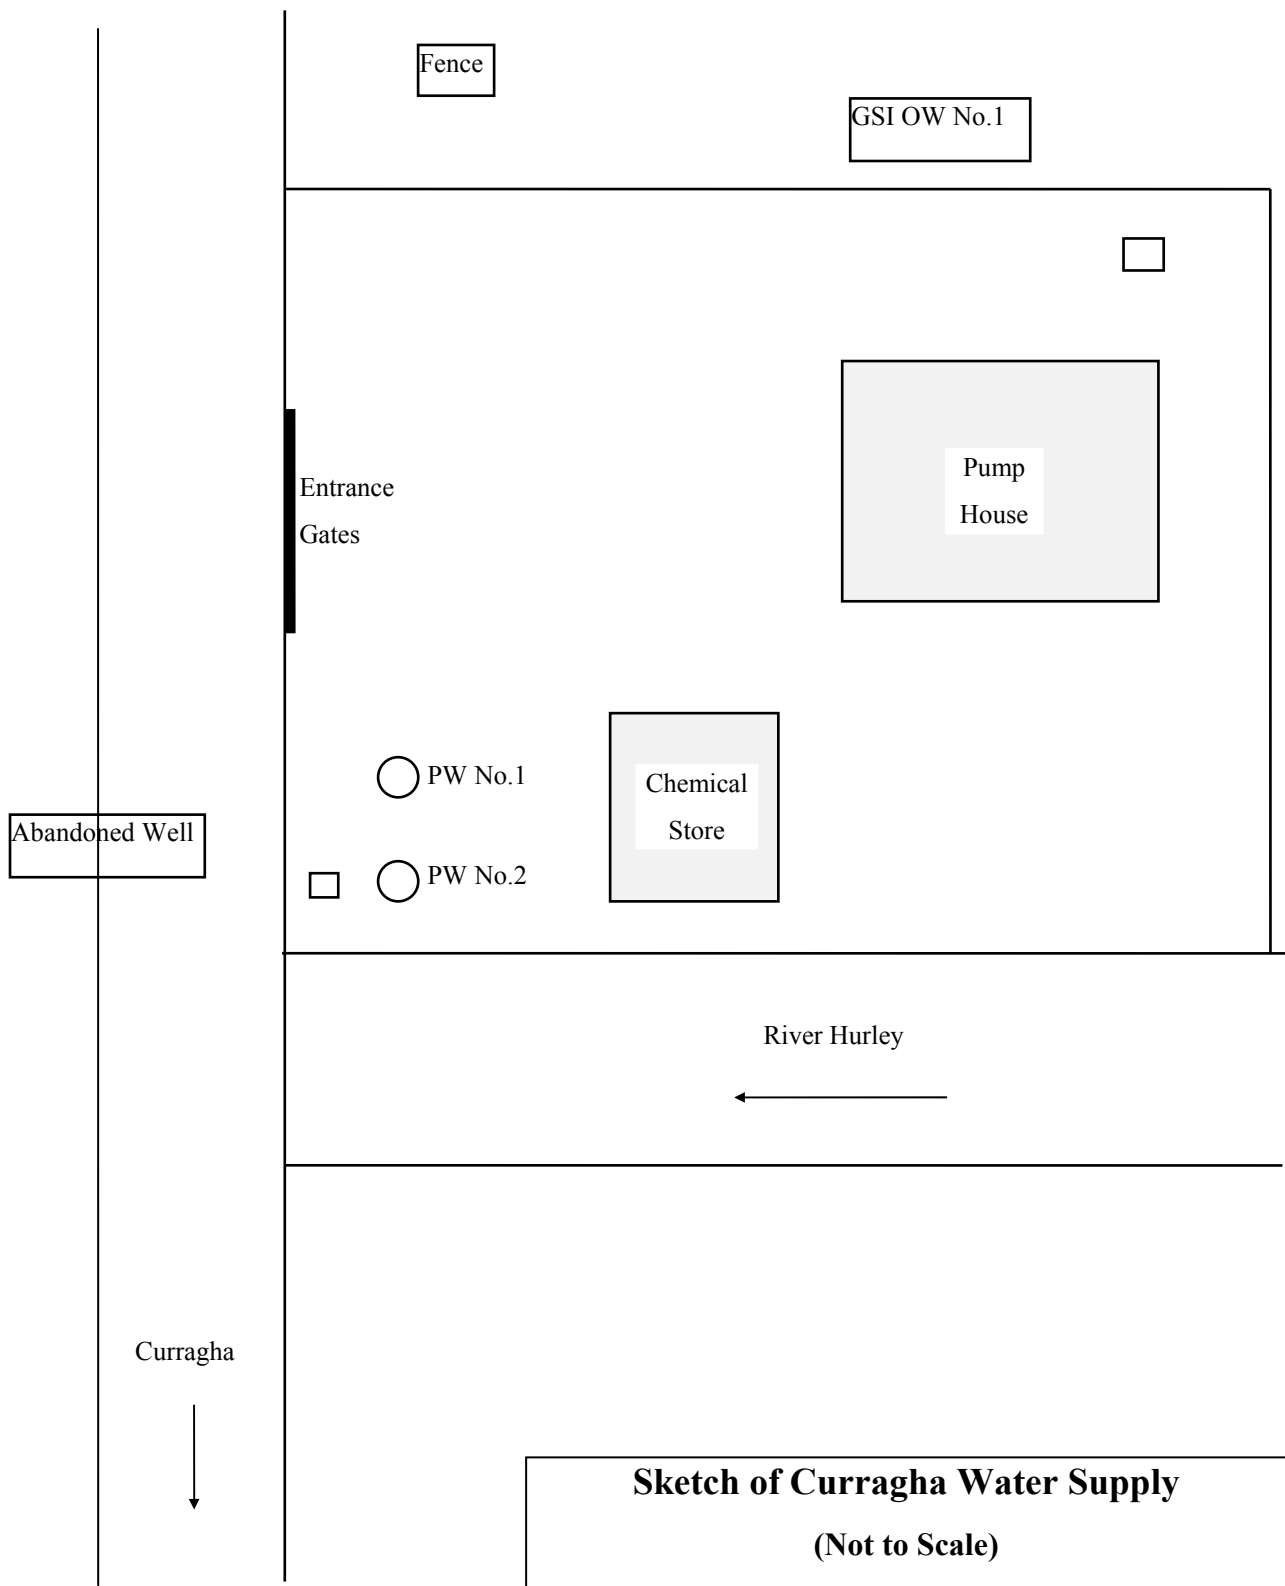 Fence
GSI OW No.1
Entrance
Gates
Pump
House
PW No.1
Chemical
Store
Abandoned Well
PW No.2
River Hurley
Curragha
Sketch of Curragha Water Supply
(Not to Scale)